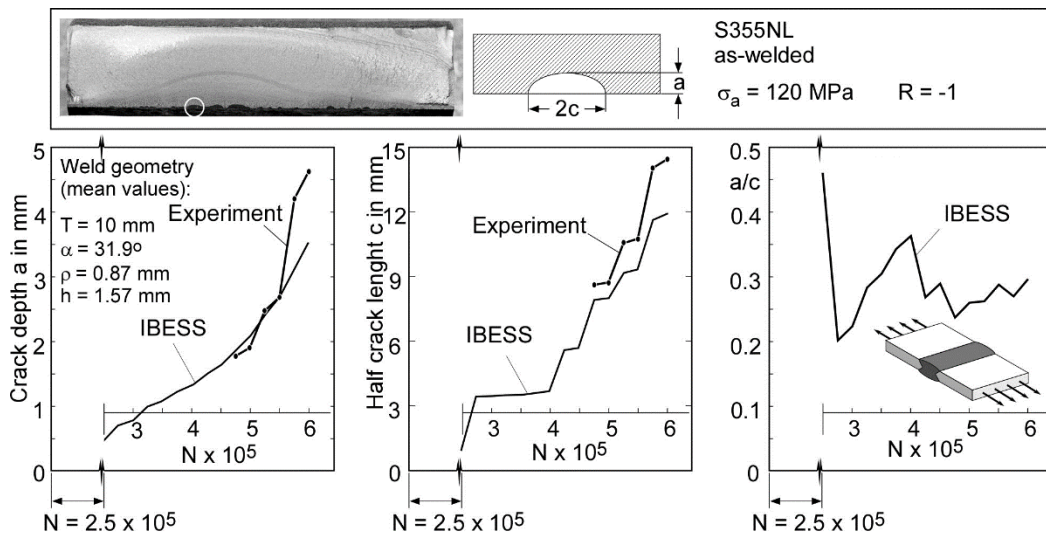 S355NL
as-welded
σa = 120 MPa R = -1
a
2c
Crack depth a in mm
5
4
3
2
1
0
Weld geometry
(mean values):
T = 10 mm
α = 31.9º
ρ = 0.87 mm
h = 1.57 mm
Experiment
IBESS
3 4 5 6
N x 10⁵
N = 2.5 x 10⁵
Half crack lenght c in mm
15
12
9
6
3
0
Experiment
IBESS
3 4 5 6
N x 10⁵
N = 2.5 x 10⁵
0.5
a/c
0.4
0.3
0.2
0.1
0
IBESS
3 4 5 6
N x 10⁵
N = 2.5 x 10⁵